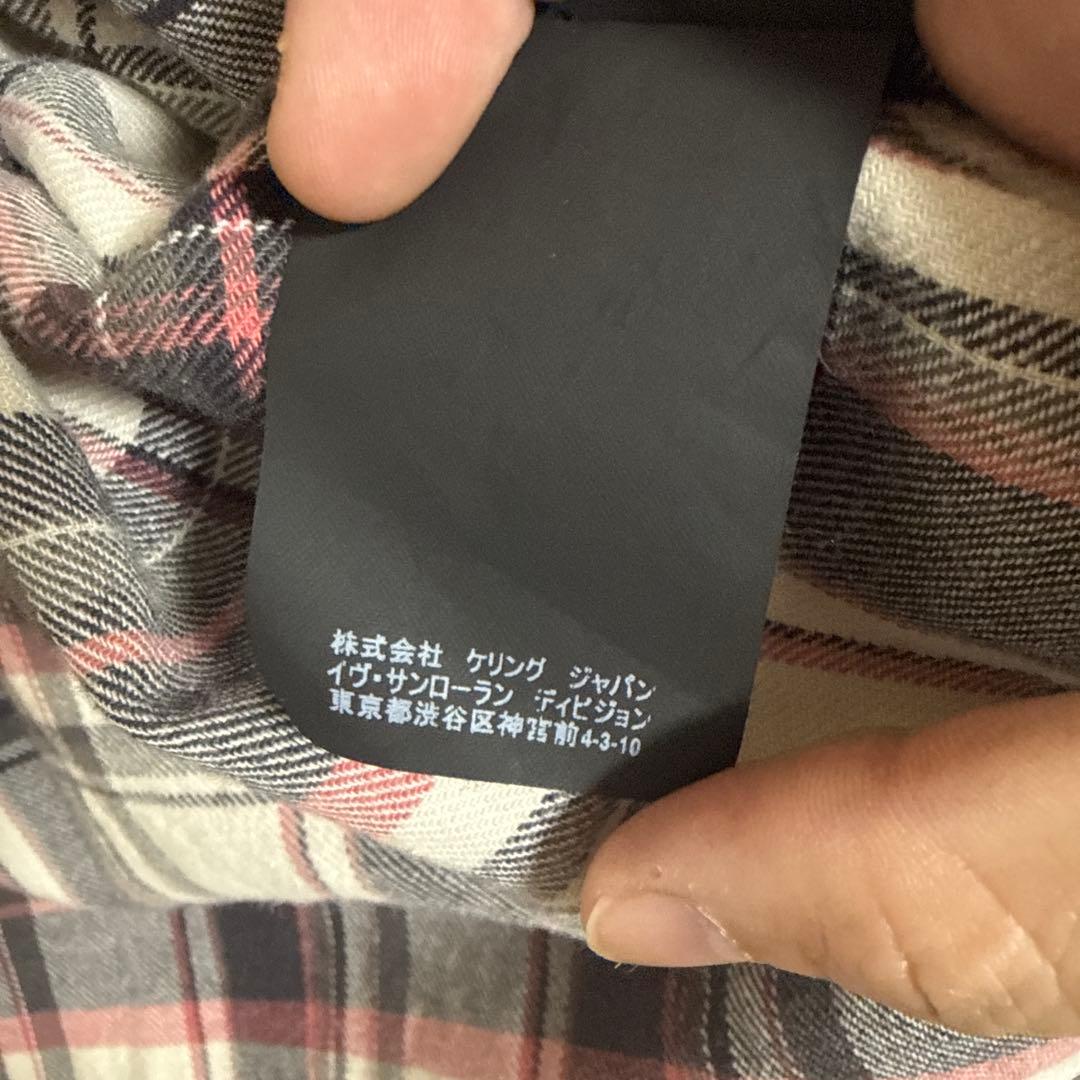 株式会社 ケリング ジャパン
イヴ・サンローラン ディビジョン
東京都渋谷区神宮前4-3-10